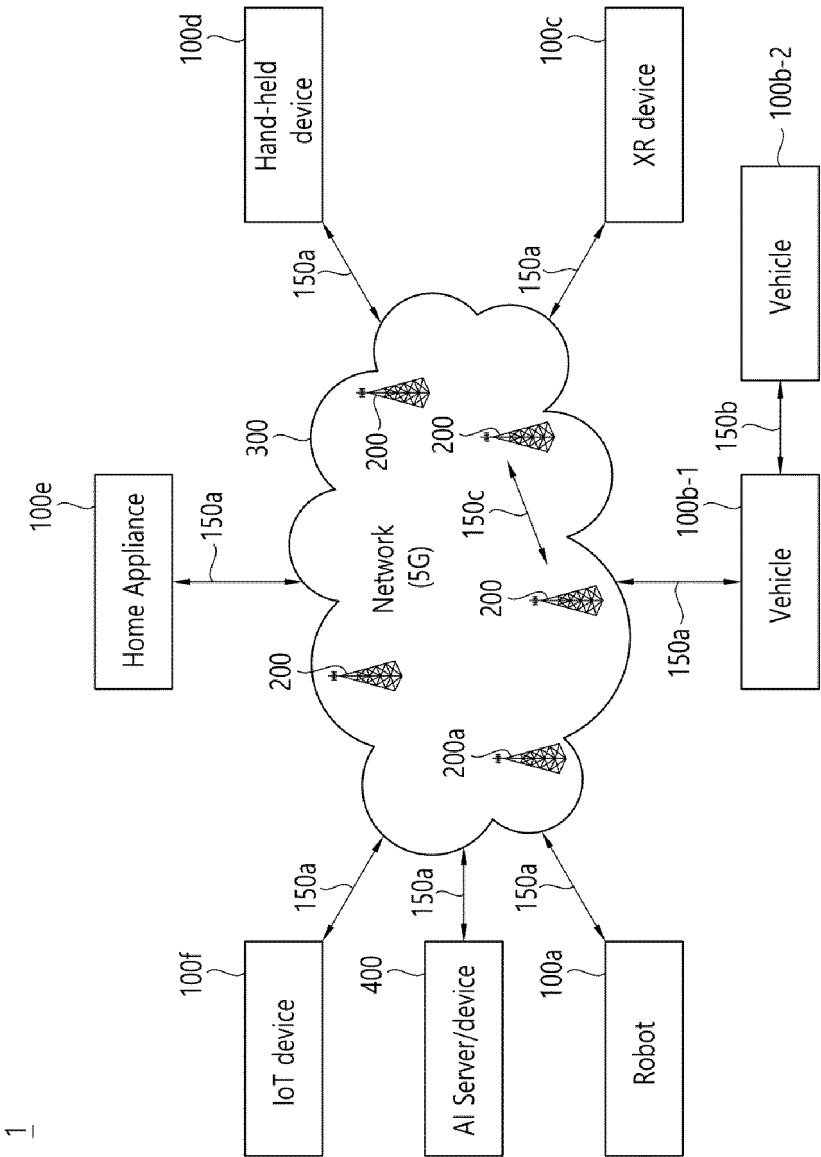 1
100e
Home Appliance
150a
100f
IoT device
150a
300
100d
Hand-held
device
150a
Network
(5G)
200
200
400
AI Server/device
150a
200a
200
150c
200
100a
Robot
150a
100c
XR device
150a
150a
100b-1
Vehicle
150b
100b-2
Vehicle